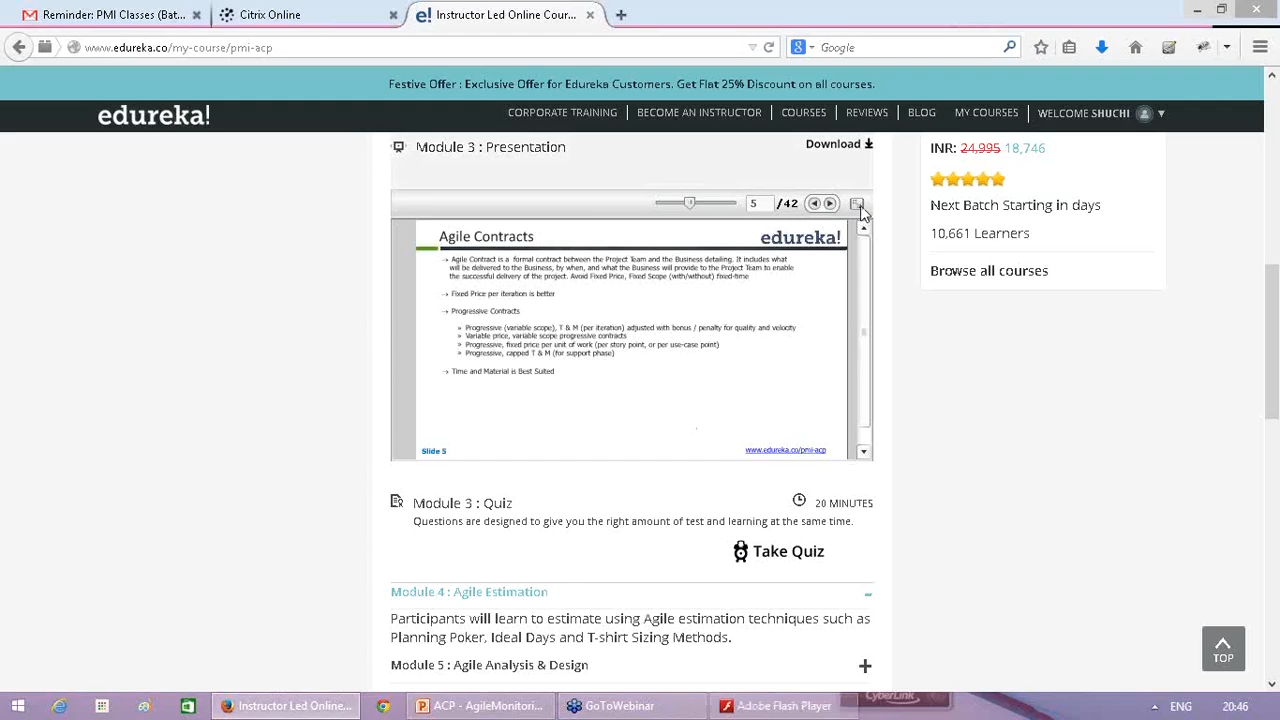 Reminder: PMI Classes (Bat...
Citrix Online
e! Instructor Led Online Cour...
www.edureka.co/my-course/pmi-acp
Google
Festive Offer : Exclusive Offer for Edureka Customers. Get Flat 25% Discount on all courses.
edureka!
CORPORATE TRAINING
BECOME AN INSTRUCTOR
COURSES
REVIEWS
BLOG
MY COURSES
WELCOME SHUCHI
Module 3 : Presentation
Download
INR: 24,995 18,746
5 /42
Next Batch Starting in days
10,661 Learners
Browse all courses
Agile Contracts
edureka!
Agile Contract is a formal contract between the Project Team and the Business detailing. It includes what
will be delivered to the Business, by when, and what the Business will provide to the Project Team to enable
the successful delivery of the project. Avoid Fixed Price, Fixed Scope (with/without) fixed-time
Fixed Price per iteration is better
Progressive Contracts
» Progressive (variable scope), T & M (per iteration) adjusted with bonus / penalty for quality and velocity
» Variable price, variable scope progressive contracts
» Progressive, fixed price per unit of work (per story point, or per use-case point)
» Progressive, capped T & M (for support phase)
Time and Material is Best Suited
Slide 5
www.edureka.co/pmi-acp
Module 3 : Quiz
20 MINUTES
Questions are designed to give you the right amount of test and learning at the same time.
Take Quiz
Module 4 : Agile Estimation
Participants will learn to estimate using Agile estimation techniques such as
Planning Poker, Ideal Days and T-shirt Sizing Methods.
Module 5 : Agile Analysis & Design
TOP
Instructor Led Online...
ACP - AgileMonitori...
GoToWebinar
Adobe Flash Player
CyberLink
ENG
20:46